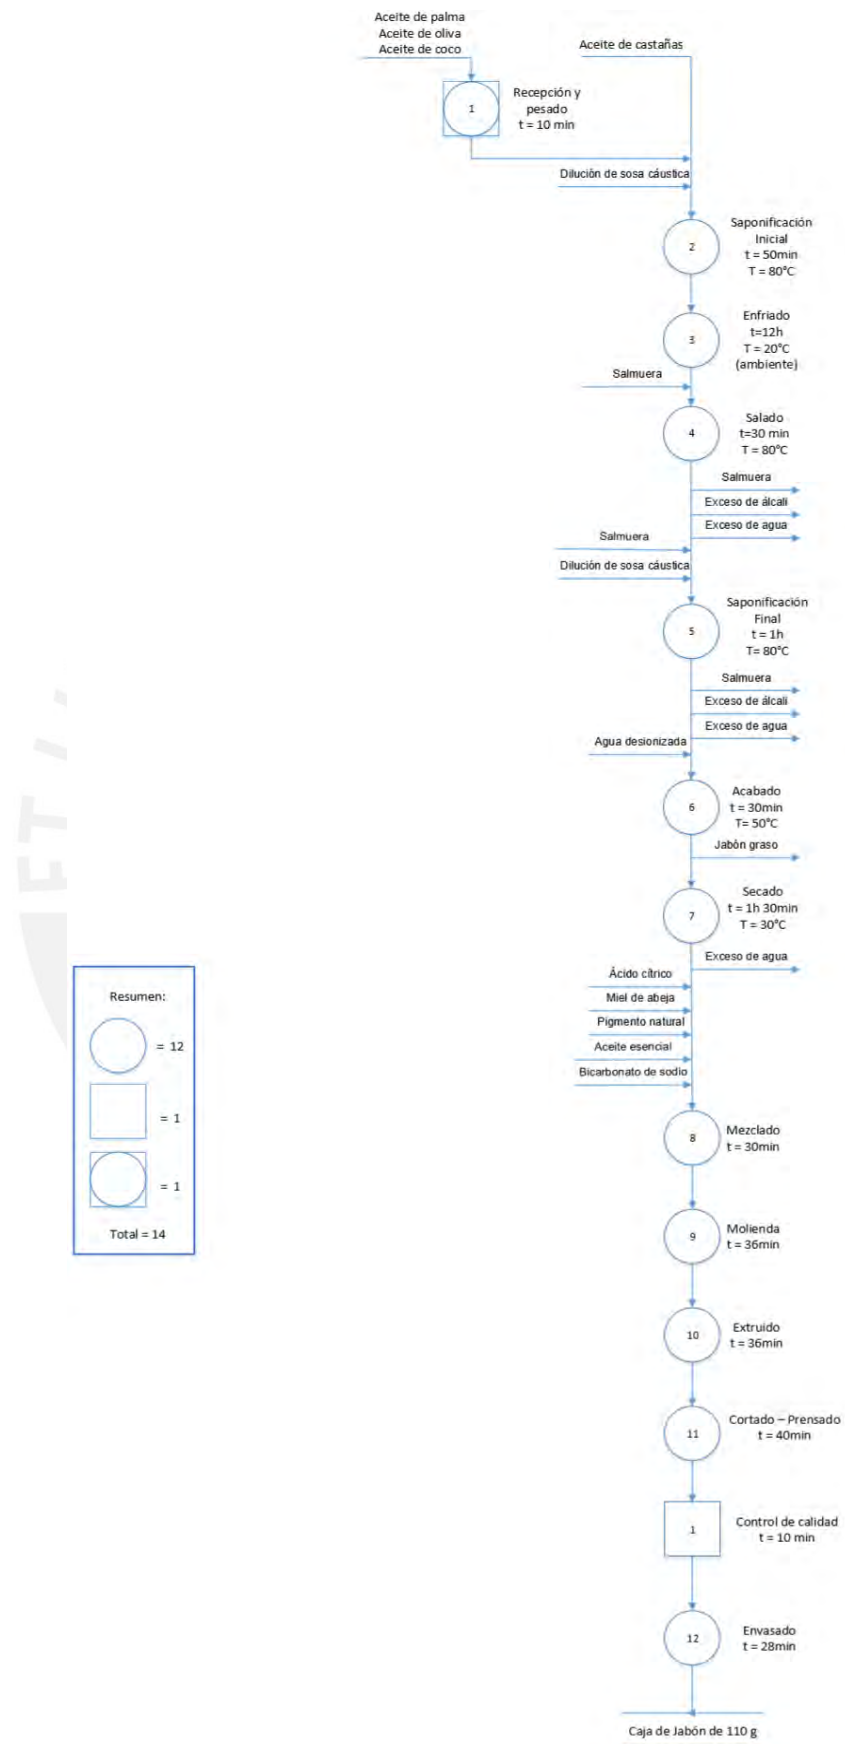 Aceite de palma
Aceite de oliva
Aceite de coco
Aceite de castañas
1
Recepción y
pesado
t = 10 min
Dilución de sosa cáustica
2
Saponificación
Inicial
t = 50min
T = 80°C
3
Enfriado
t=12h
T = 20°C
(ambiente)
Salmuera
4
Salado
t=30 min
T = 80°C
Salmuera
Exceso de álcali
Exceso de agua
Salmuera
Dilución de sosa cáustica
5
Saponificación
Final
t = 1h
T= 80°C
Salmuera
Exceso de álcali
Exceso de agua
Agua desionizada
6
Acabado
t = 30min
T= 50°C
Jabón graso
7
Secado
t = 1h 30min
T = 30°C
Exceso de agua
Ácido cítrico
Miel de abeja
Pigmento natural
Aceite esencial
Bicarbonato de sodio
8
Mezclado
t = 30min
9
Molienda
t = 36min
10
Extruido
t = 36min
11
Cortado – Prensado
t = 40min
1
Control de calidad
t = 10 min
12
Envasado
t = 28min
Caja de Jabón de 110 g
Resumen:
= 12
= 1
= 1
Total = 14